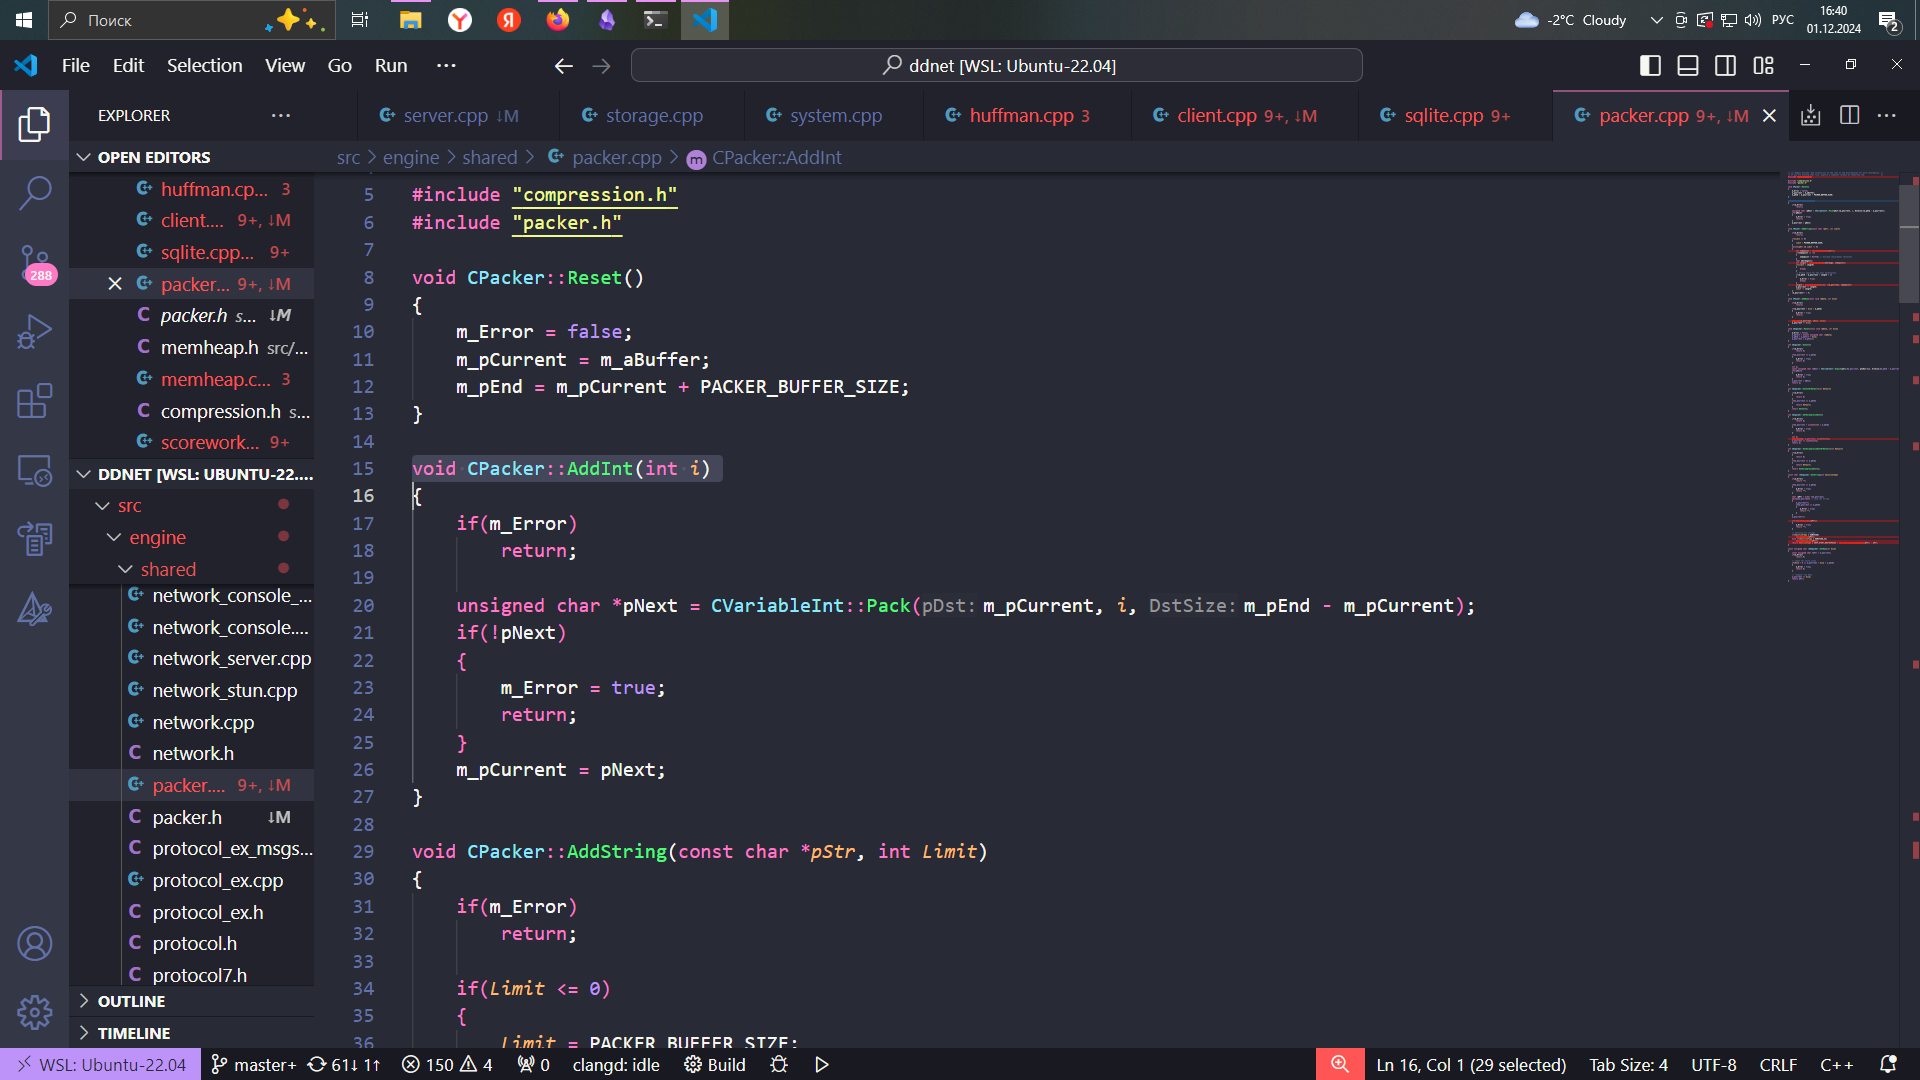 Поиск
-2°C Cloudy
РУС
16:40
01.12.2024
2
File Edit Selection View Go Run ···
ddnet [WSL: Ubuntu-22.04]
EXPLORER
server.cpp ↓M
storage.cpp
system.cpp
huffman.cpp 3
client.cpp 9+, ↓M
sqlite.cpp 9+
packer.cpp 9+, ↓M
OPEN EDITORS
src > engine > shared > packer.cpp > CPacker::AddInt
huffman.cp... 3
client.... 9+, ↓M
sqlite.cpp... 9+
packer... 9+, ↓M
packer.h s... ↓M
memheap.h src/...
memheap.c... 3
compression.h s...
scorework... 9+
288
DDNET [WSL: UBUNTU-22....
src
engine
shared
network_console_...
network_console....
network_server.cpp
network_stun.cpp
network.cpp
network.h
packer.... 9+, ↓M
packer.h ↓M
protocol_ex_msgs...
protocol_ex.cpp
protocol_ex.h
protocol.h
protocol7.h
OUTLINE
TIMELINE
5 #include "compression.h"
6 #include "packer.h"
7
8 void CPacker::Reset()
9 {
10 m_Error = false;
11 m_pCurrent = m_aBuffer;
12 m_pEnd = m_pCurrent + PACKER_BUFFER_SIZE;
13 }
14
15 void CPacker::AddInt(int i)
16 {
17 if(m_Error)
18 return;
19
20 unsigned char *pNext = CVariableInt::Pack(pDst: m_pCurrent, i, DstSize: m_pEnd - m_pCurrent);
21 if(!pNext)
22 {
23 m_Error = true;
24 return;
25 }
26 m_pCurrent = pNext;
27 }
28
29 void CPacker::AddString(const char *pStr, int Limit)
30 {
31 if(m_Error)
32 return;
33
34 if(Limit <= 0)
35 {
36 Limit = PACKER_BUFFER_SIZE;
WSL: Ubuntu-22.04 master+ 61↓ 1↑ 150 4 0 clangd: idle Build
Ln 16, Col 1 (29 selected) Tab Size: 4 UTF-8 CRLF C++